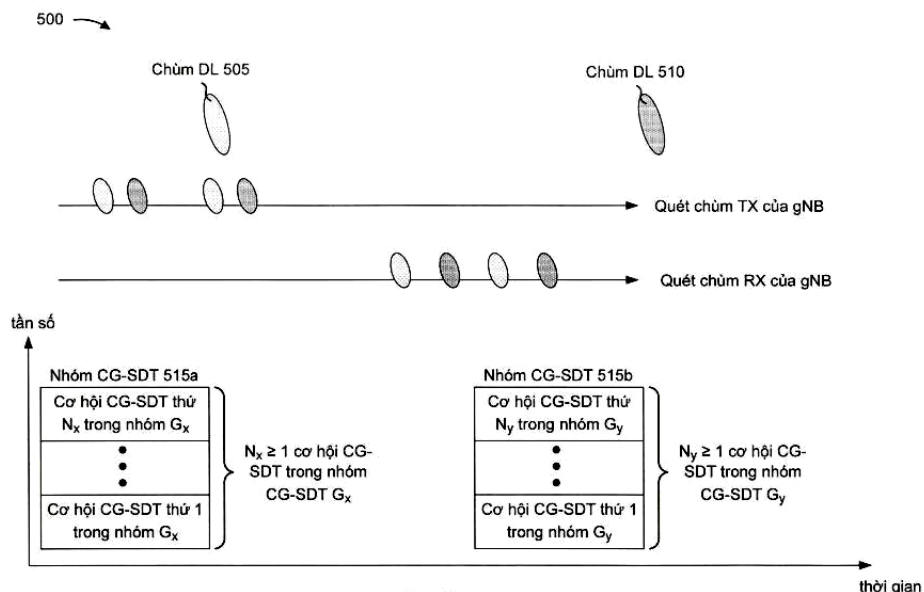 500
Chùm DL 505
Chùm DL 510
Quét chùm TX của gNB
Quét chùm RX của gNB
tần số
Nhóm CG-SDT 515a
Cơ hội CG-SDT thứ
Nx trong nhóm Gx
Cơ hội CG-SDT thứ 1
trong nhóm Gx
Nx ≥ 1 cơ hội CG-
SDT trong nhóm
CG-SDT Gx
Nhóm CG-SDT 515b
Cơ hội CG-SDT thứ
Ny trong nhóm Gy
Cơ hội CG-SDT thứ 1
trong nhóm Gy
Ny ≥ 1 cơ hội CG-
SDT trong nhóm
CG-SDT Gy
thời gian